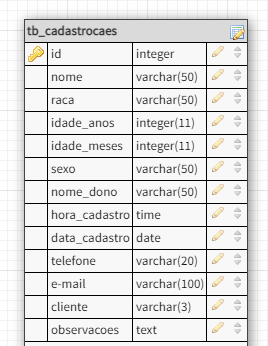 tb_cadastrocaes
id integer
nome varchar(50)
raca varchar(50)
idade_anos integer(11)
idade_meses integer(11)
sexo varchar(50)
nome_dono varchar(50)
hora_cadastro time
data_cadastro date
telefone varchar(20)
e-mail varchar(100)
cliente varchar(3)
observacoes text